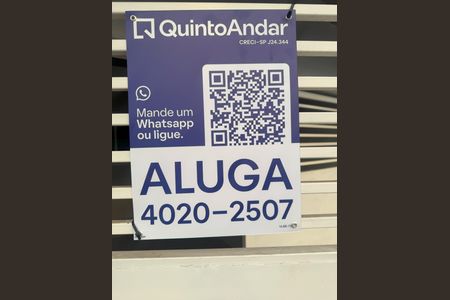 QuintoAndar
CRECI-SP J24.344
Mande um
Whatsapp
ou ligue.
ALUGA
4020-2507